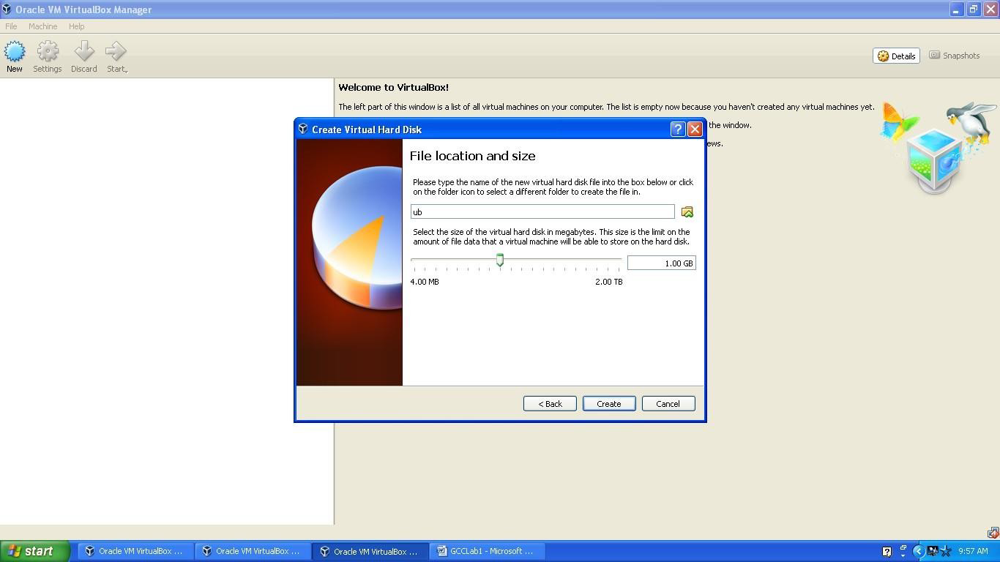 Oracle VM VirtualBox Manager
File Machine Help
New Settings Discard Start
Details Snapshots
Welcome to VirtualBox!
The left part of this window is a list of all virtual machines on your computer. The list is empty now because you haven't created any virtual machines yet.
the window.
ews.
Create Virtual Hard Disk
File location and size
Please type the name of the new virtual hard disk file into the box below or click
on the folder icon to select a different folder to create the file in.
ub
Select the size of the virtual hard disk in megabytes. This size is the limit on the
amount of file data that a virtual machine will be able to store on the hard disk.
1.00 GB
4.00 MB 2.00 TB
< Back Create Cancel
start Oracle VM VirtualBox ... Oracle VM VirtualBox ... Oracle VM VirtualBox ... GCCLab1 - Microsoft ... 9:57 AM